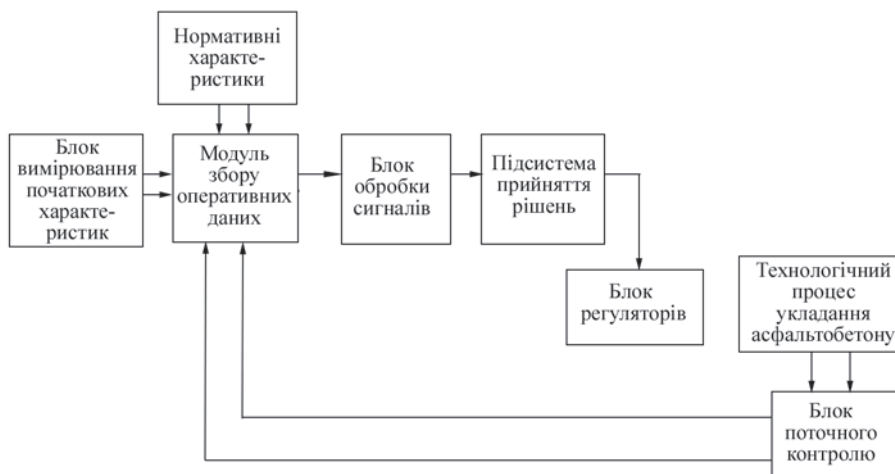 Нормативні
характе-
ристики
Блок
вимірювання
початкових
характе-
ристик
Модуль
збору
оперативних
даних
Блок
обробки
сигналів
Підсистема
прийняття
рішень
Блок
регуляторів
Технологічний
процес
укладання
асфальтобетону
Блок
поточного
контролю